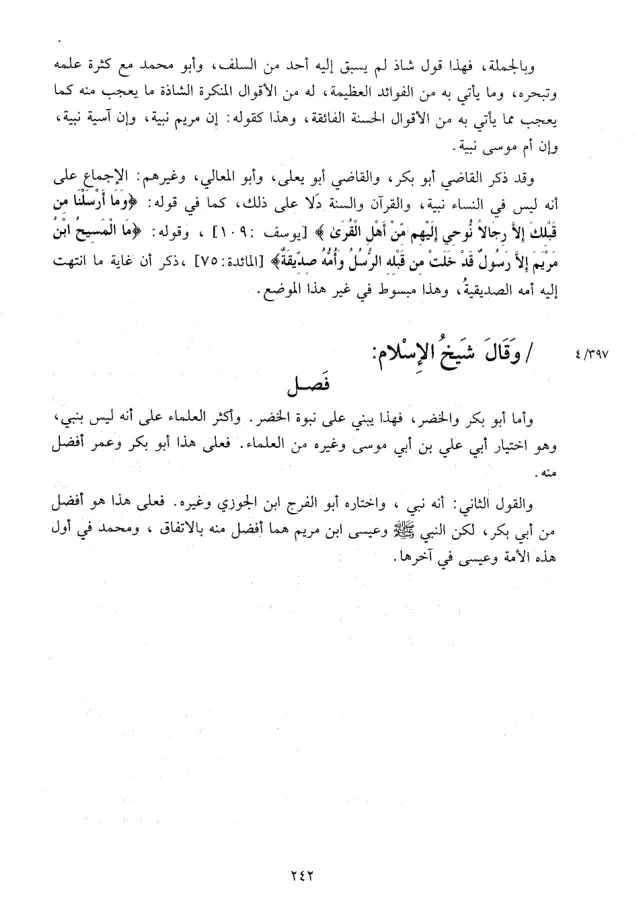 وبالجملة، فهذا قول شاذ لم يسبق إليه أحد من السلف، وأبو محمد مع كثرة علمه
وتبحره، وما يأتي به من الفوائد العظيمة، له من الأقوال المنكرة الشاذة ما يعجب منه كما
يعجب مما يأتي به من الأقوال الحسنة الفائقة، وهذا كقوله: إن مريم نبية، وإن آسية نبية،
وإن أم موسى نبية.
وقد ذكر القاضي أبو بكر، والقاضي أبو يعلى، وأبو المعالي، وغيرهم: الإجماع على
أنه ليس في النساء نبية، والقرآن والسنة دَلا على ذلك، كما في قوله: ﴿وَمَا أَرْسَلْنَا مِن
قَبْلِكَ إِلاَّ رِجَالاً نُّوحِي إِلَيْهِم مِّنْ أَهْلِ الْقُرَىٰ﴾ [يوسف :١٠٩] ، وقوله: ﴿مَا الْمَسِيحُ ابْنُ
مَرْيَمَ إِلاَّ رَسُولٌ قَدْ خَلَتْ مِن قَبْلِهِ الرُّسُلُ وَأُمُّهُ صِدِّيقَةٌ﴾ [المائدة:٧٥] ،ذكر أن غاية ما انتهت
إليه أمه الصديقيةُ، وهذا مبسوط في غير هذا الموضع.
٤/٣٩٧ / وَقَالَ شَيخُ الإِسْلام:
فَصـل
وأما أبو بكر والخضر، فهذا يبني على نبوة الخضر. وأكثر العلماء على أنه ليس بنبي،
وهو اختيار أبي علي بن أبي موسى وغيره من العلماء. فعلى هذا أبو بكر وعمر أفضل
منه.
والقول الثاني: أنه نبي ، واختاره أبو الفرج ابن الجوزي وغيره. فعلى هذا هو أفضل
من أبي بكر، لكن النبي ﷺ وعيسى ابن مريم هما أفضل منه بالاتفاق ، ومحمد في أول
هذه الأمة وعيسى في آخرها.
٢٤٢